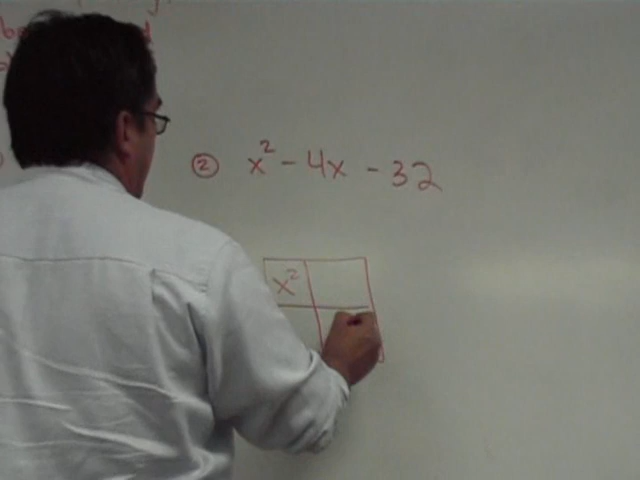 ② x² - 4x - 32
x²